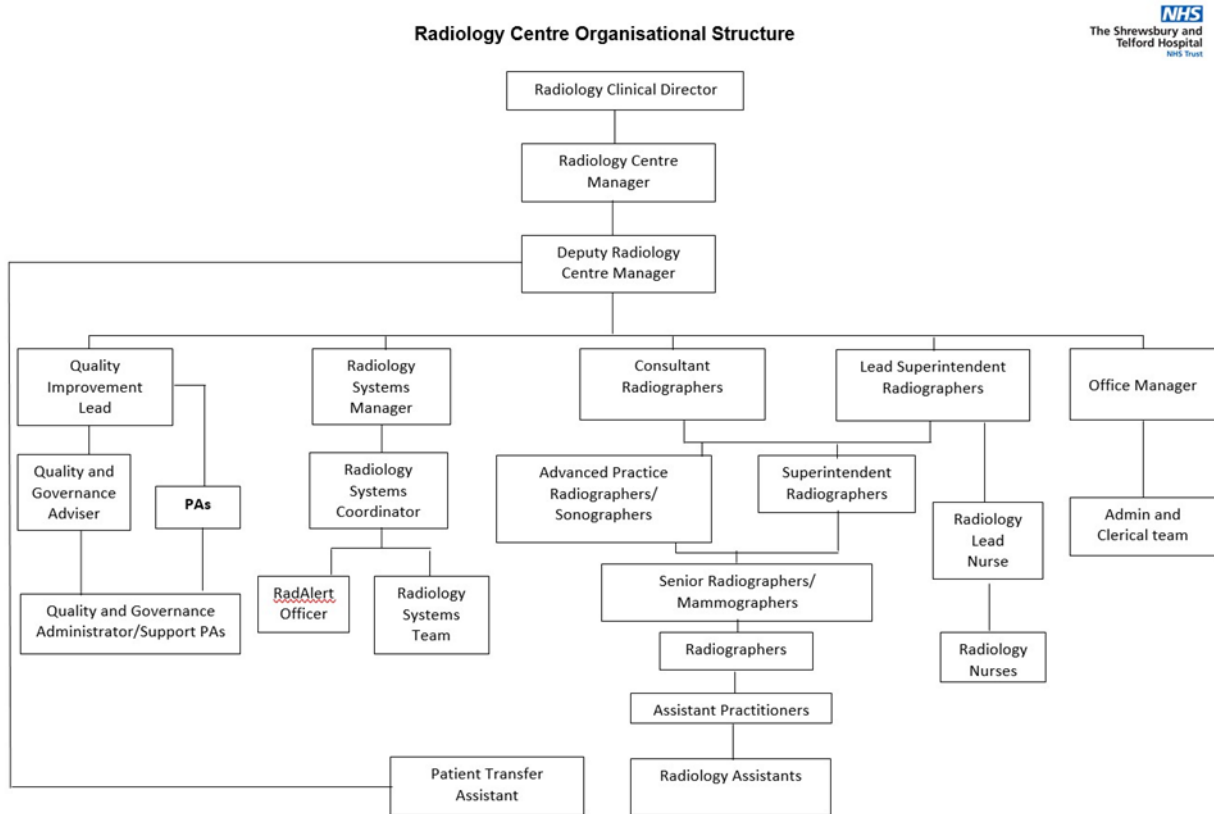 Radiology Centre Organisational Structure
NHS
The Shrewsbury and
Telford Hospital
NHS Trust
Radiology Clinical Director
Radiology Centre
Manager
Deputy Radiology
Centre Manager
Quality
Improvement
Lead
Radiology
Systems
Manager
Consultant
Radiographers
Lead Superintendent
Radiographers
Office Manager
Quality and
Governance
Adviser
PAs
Radiology
Systems
Coordinator
Advanced Practice
Radiographers/
Sonographers
Superintendent
Radiographers
Radiology
Lead
Nurse
Admin and
Clerical team
Quality and Governance
Administrator/Support PAs
RadAlert
Officer
Radiology
Systems
Team
Senior Radiographers/
Mammographers
Radiographers
Radiology
Nurses
Assistant Practitioners
Patient Transfer
Assistant
Radiology Assistants